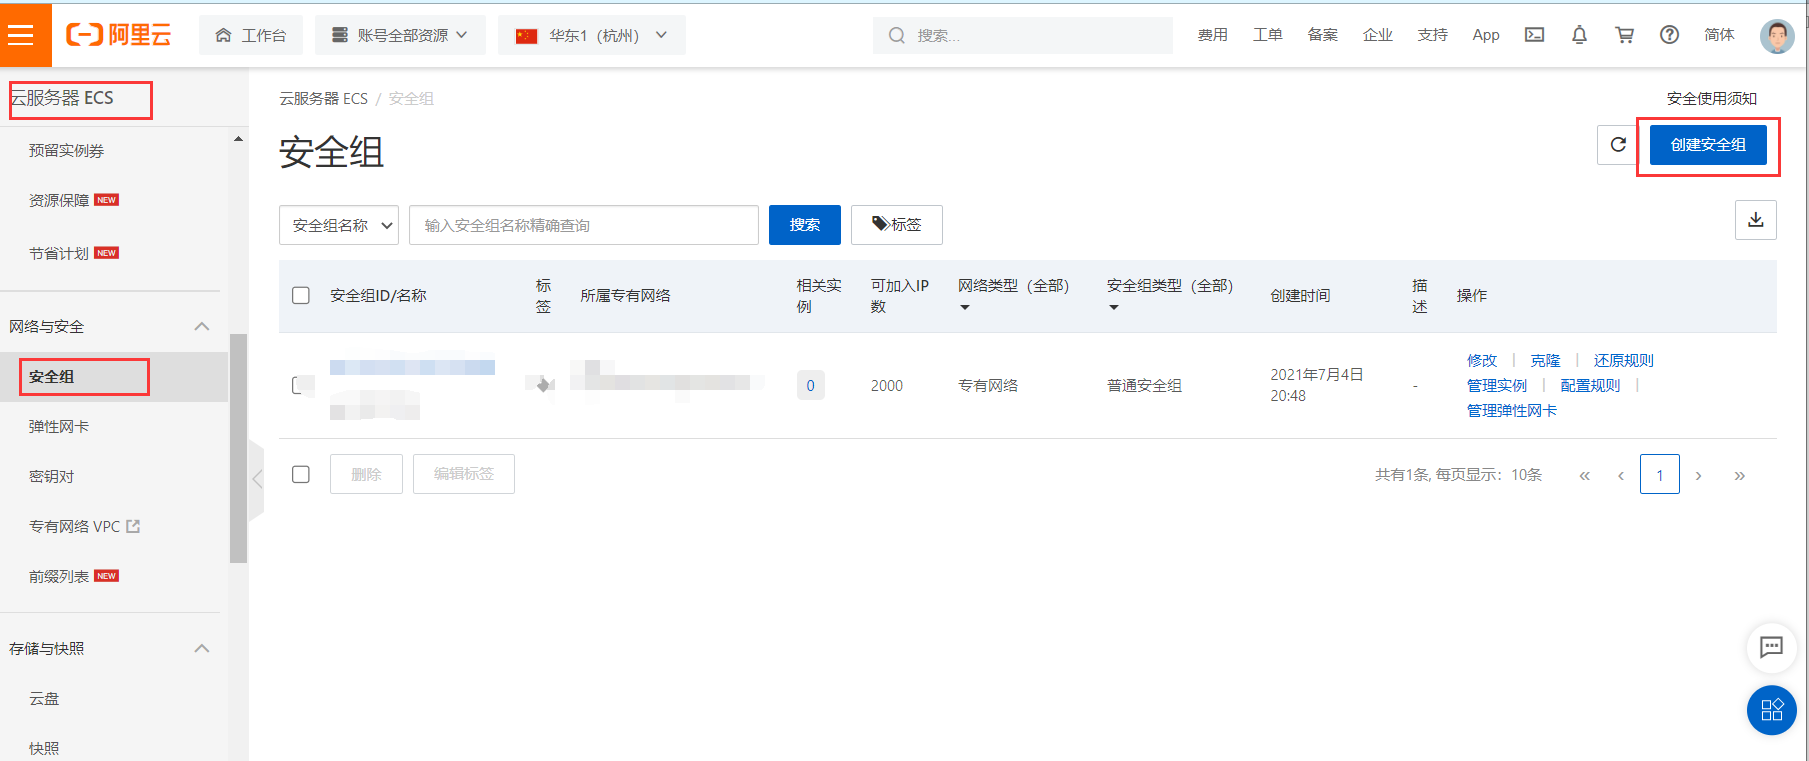 阿里云
工作台
账号全部资源
华东1（杭州）
搜索...
费用
工单
备案
企业
支持
App
简体
云服务器 ECS
预留实例券
资源保障 NEW
节省计划 NEW
网络与安全
安全组
弹性网卡
密钥对
专有网络 VPC
前缀列表 NEW
存储与快照
云盘
快照
云服务器 ECS / 安全组
安全使用须知
安全组
创建安全组
安全组名称
输入安全组名称精确查询
搜索
标签
安全组ID/名称
标
签
所属专有网络
相关实
例
可加入IP
数
网络类型（全部）
安全组类型（全部）
创建时间
描
述
操作
0
2000
专有网络
普通安全组
2021年7月4日
20:48
-
修改 | 克隆 | 还原规则
管理实例 | 配置规则 |
管理弹性网卡
删除
编辑标签
共有1条, 每页显示：10条
« ‹ 1 › »